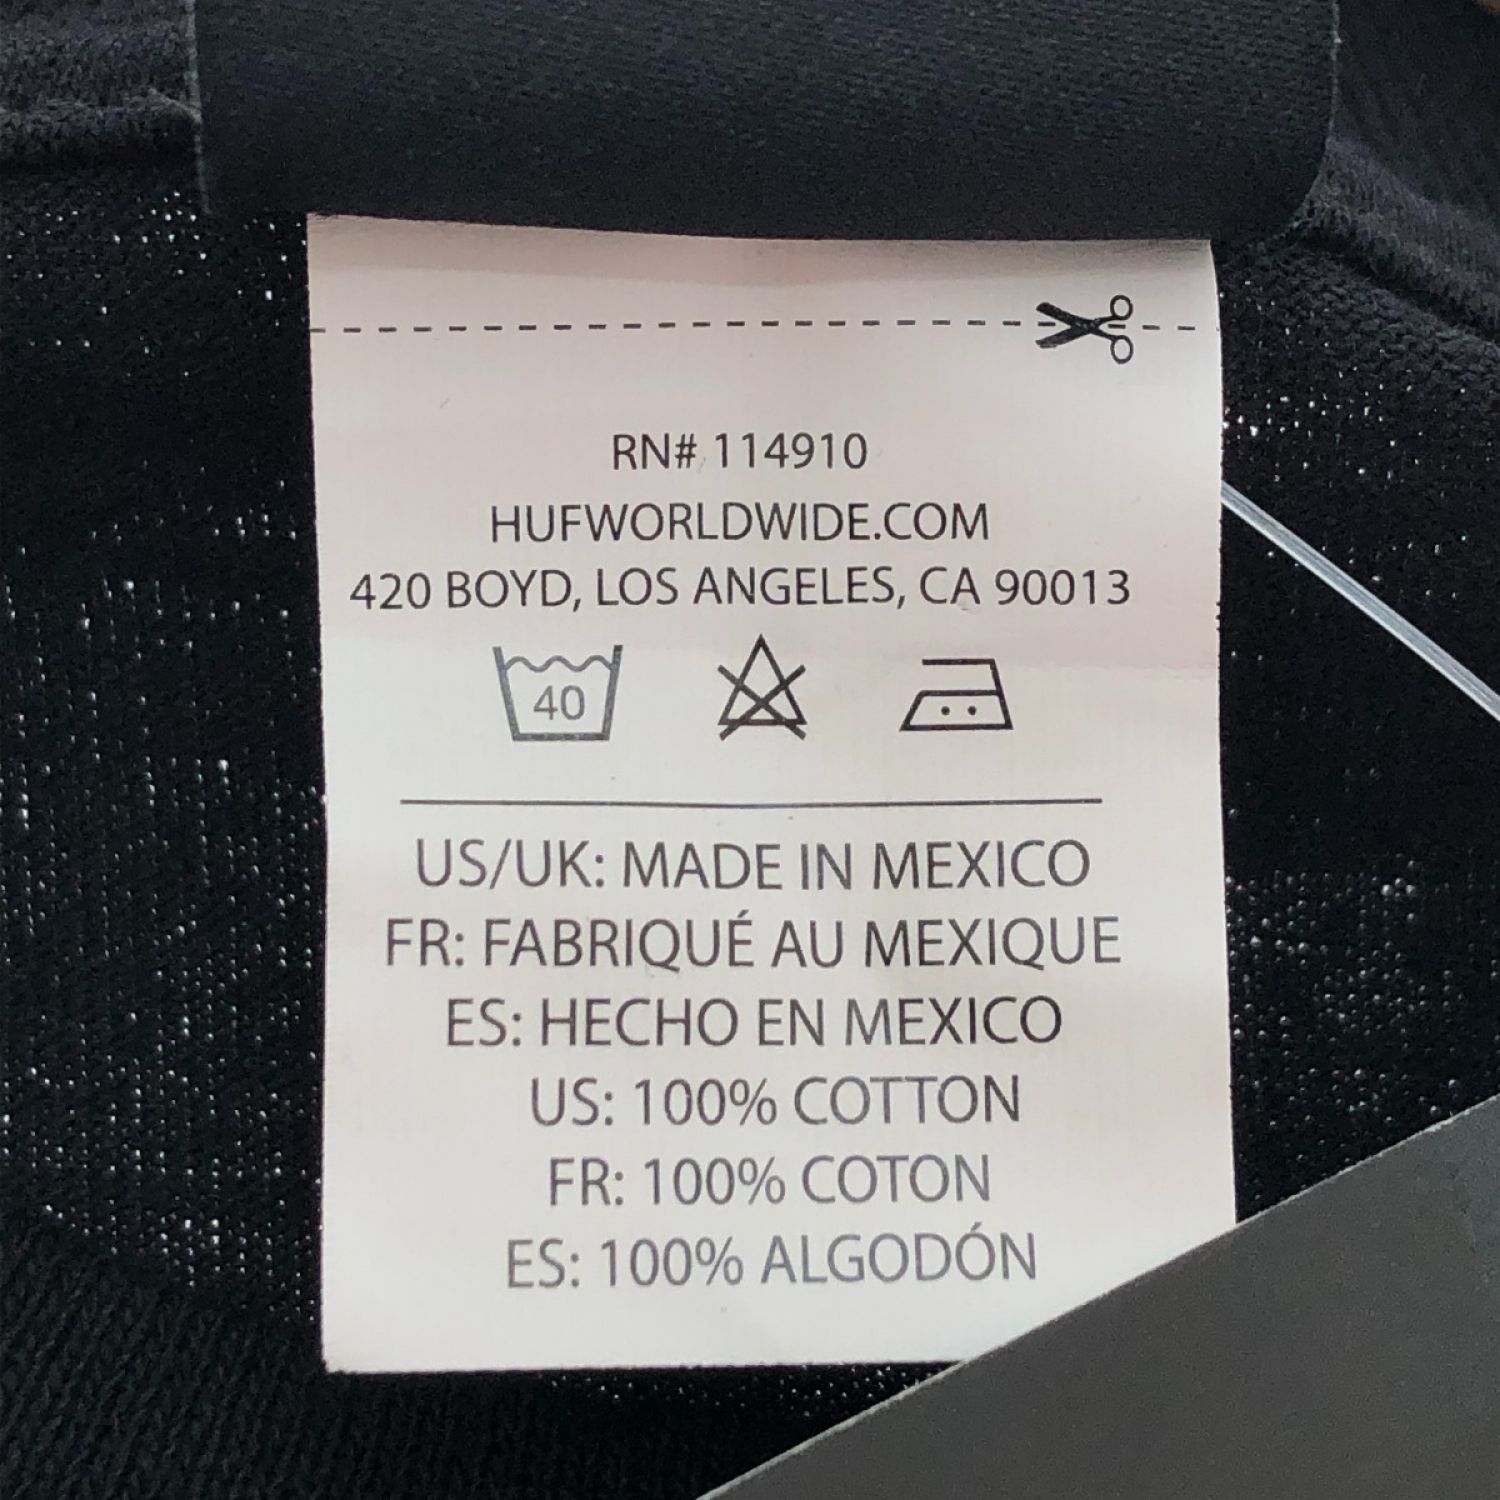 RN# 114910
HUFWORLDWIDE.COM
420 BOYD, LOS ANGELES, CA 90013
40
US/UK: MADE IN MEXICO
FR: FABRIQUÉ AU MEXIQUE
ES: HECHO EN MEXICO
US: 100% COTTON
FR: 100% COTON
ES: 100% ALGODÓN